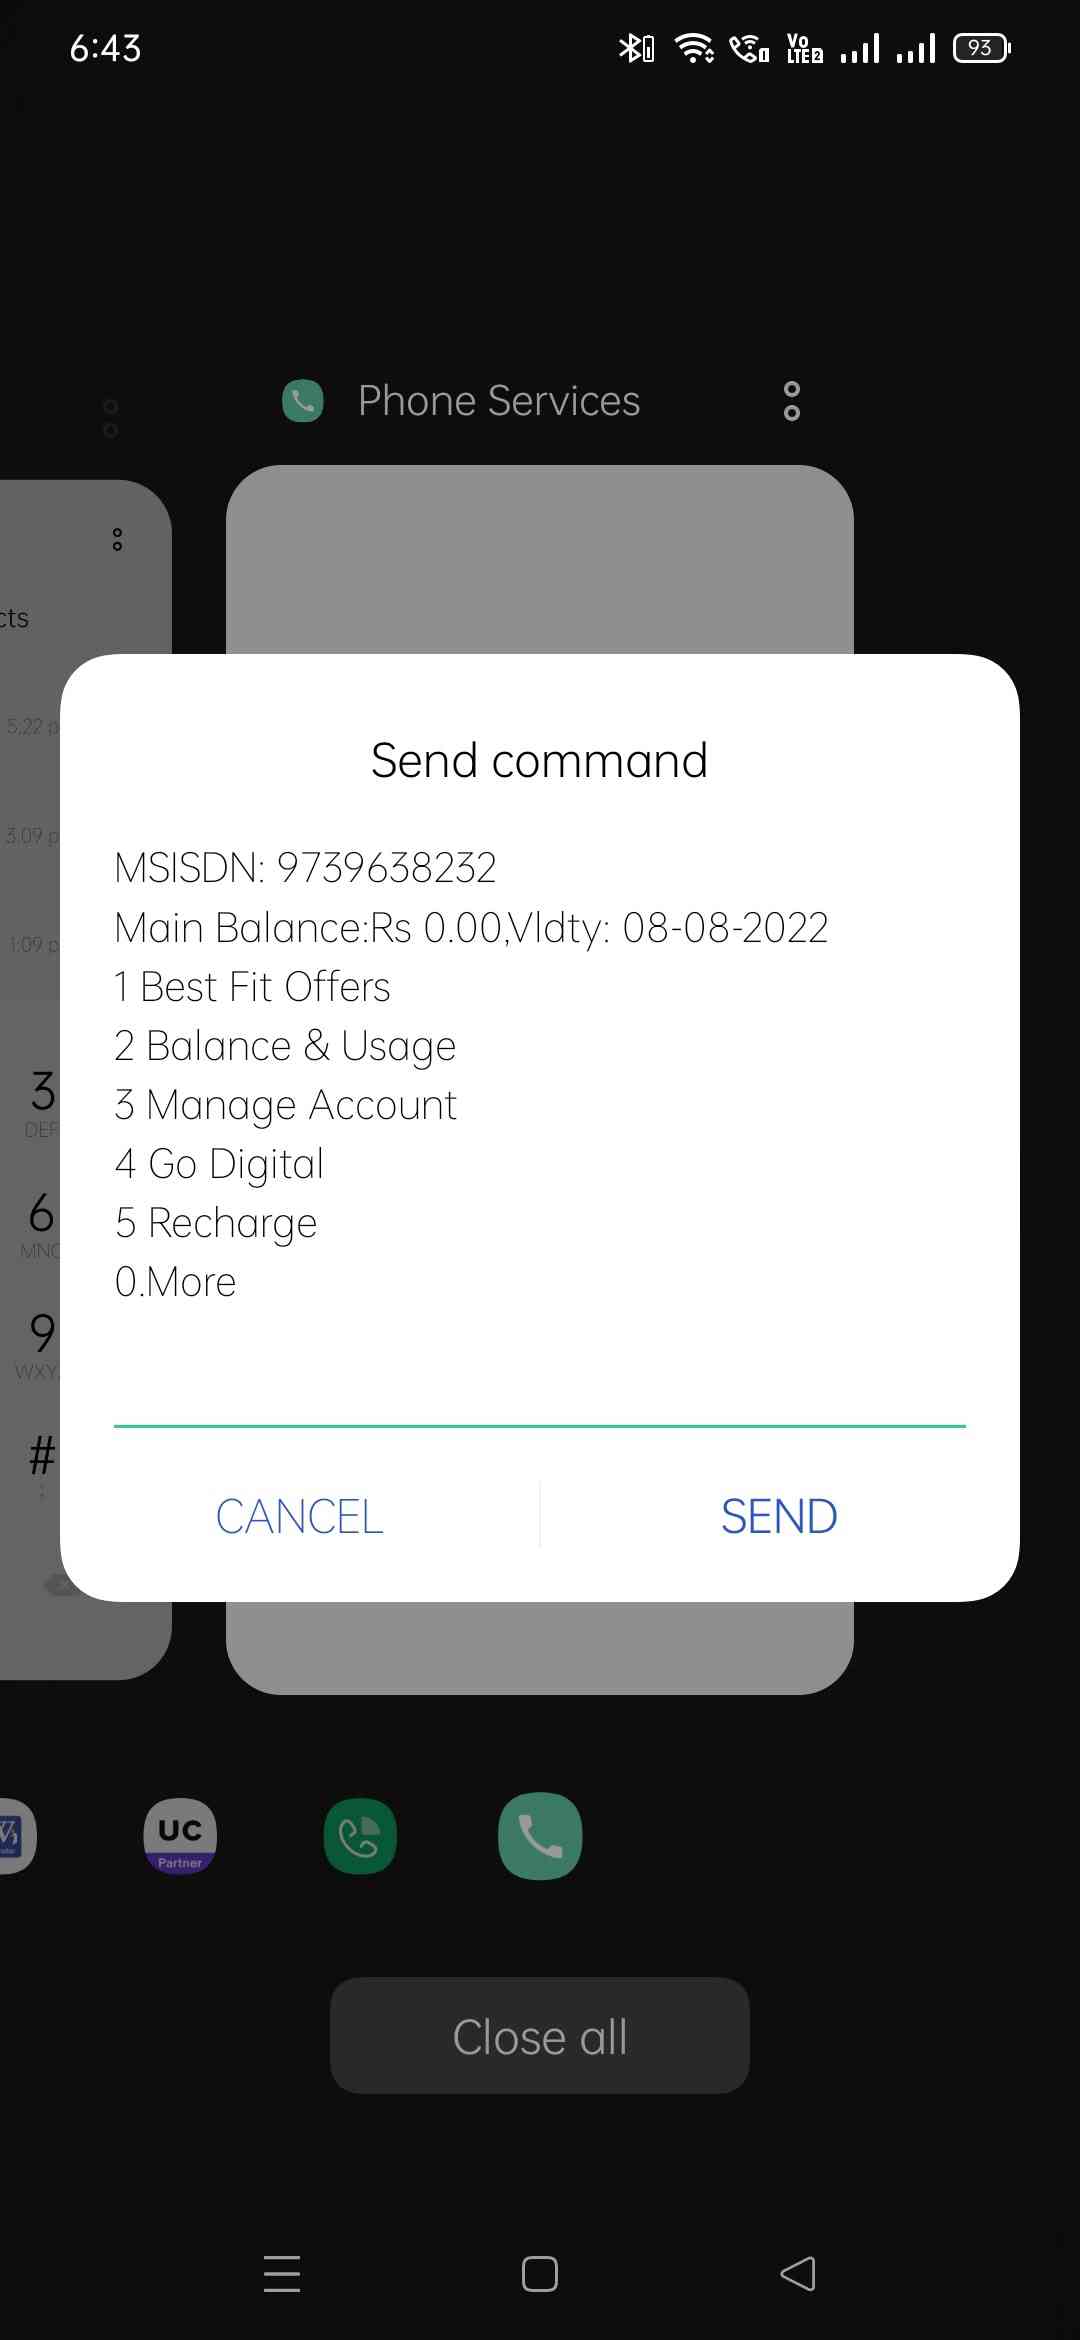 6:43
Vo
LTE2
93
Phone Services
cts
5.22 p
3.09 p
1:09 p
Send command
MSISDN: 9739638232
Main Balance:Rs 0.00,Vldty: 08-08-2022
1 Best Fit Offers
2 Balance & Usage
3 Manage Account
4 Go Digital
5 Recharge
0.More
3
DEF
6
MNO
9
WXY
#
CANCEL
SEND
UC
Partner
Close all